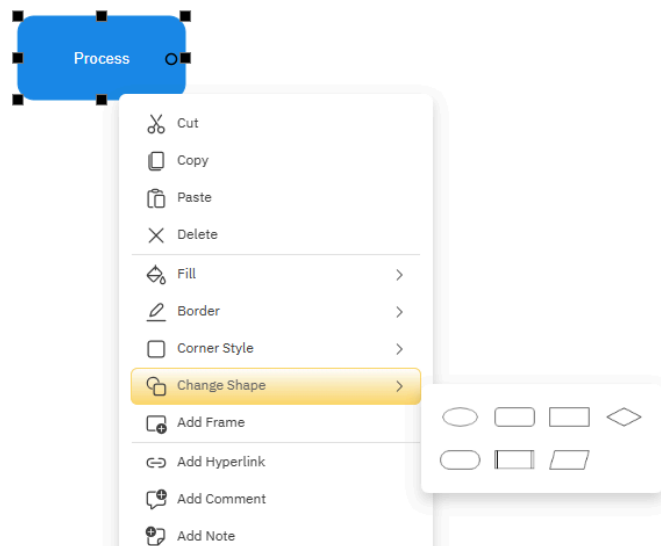 Process
Cut
Copy
Paste
Delete
Fill
Border
Corner Style
Change Shape
Add Frame
Add Hyperlink
Add Comment
Add Note